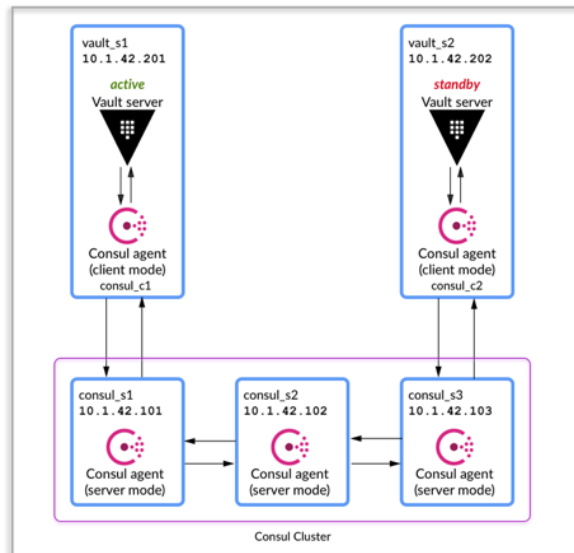 vault_s1
10.1.42.201
active
Vault server
Consul agent
(client mode)
consul_c1
vault_s2
10.1.42.202
standby
Vault server
Consul agent
(client mode)
consul_c2
consul_s1
10.1.42.101
Consul agent
(server mode)
consul_s2
10.1.42.102
Consul agent
(server mode)
consul_s3
10.1.42.103
Consul agent
(server mode)
Consul Cluster